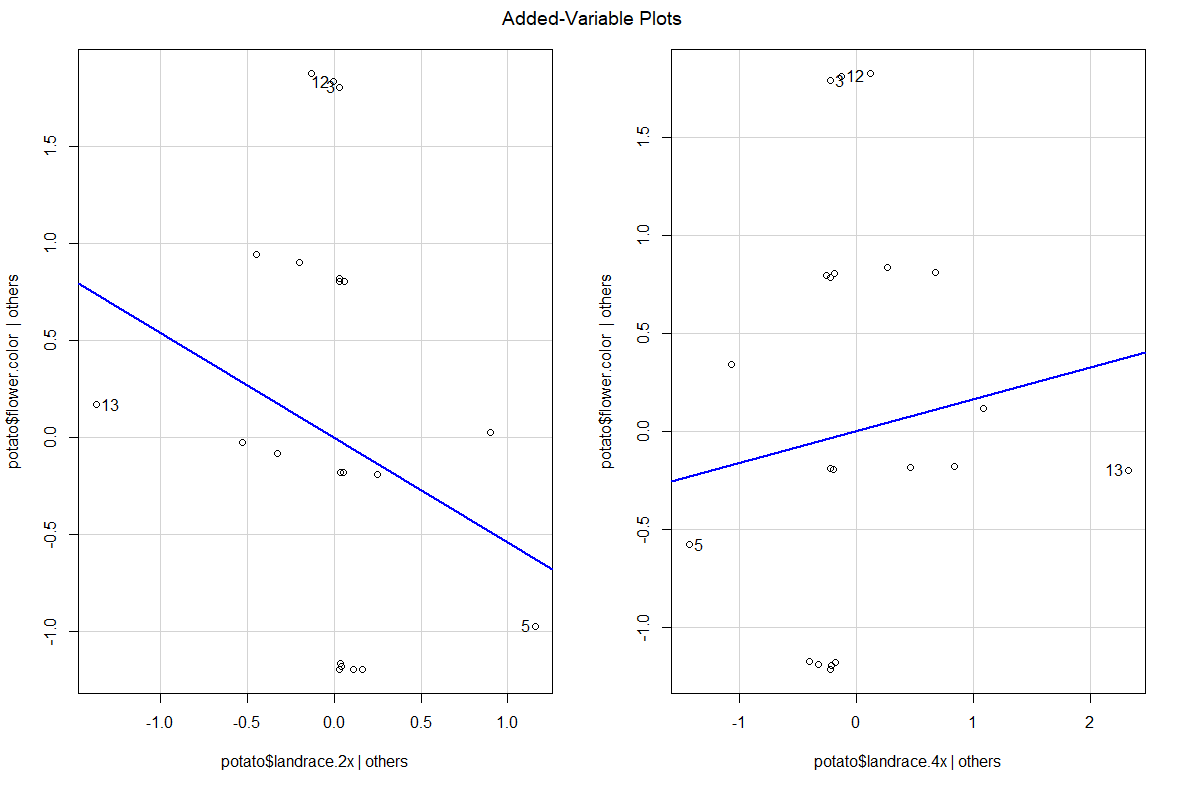 Added-Variable Plots
potato$flower.color | others
1.5
1.0
0.5
0.0
-0.5
-1.0
12
3
13
5
-1.0 -0.5 0.0 0.5 1.0
potato$landrace.2x | others
potato$flower.color | others
1.5
1.0
0.5
0.0
-0.5
-1.0
3
12
13
5
-1 0 1 2
potato$landrace.4x | others